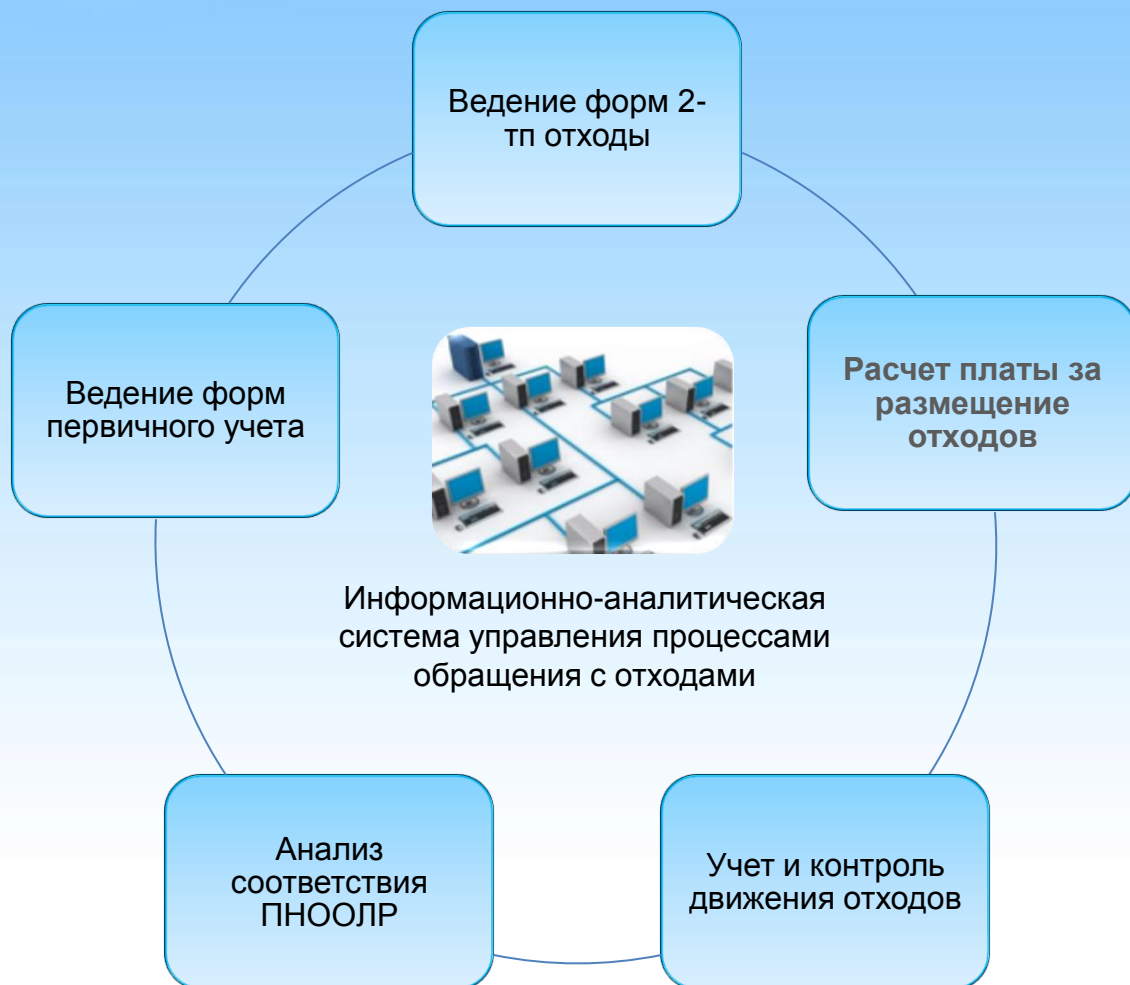 Ведение форм 2-
тп отходы
Ведение форм
первичного учета
Расчет платы за
размещение
отходов
Информационно-аналитическая
система управления процессами
обращения с отходами
Анализ
соответствия
ПНООЛР
Учет и контроль
движения отходов